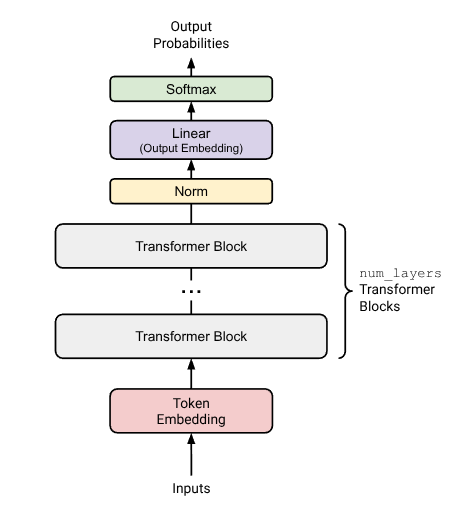 Output
Probabilities
Softmax
Linear
(Output Embedding)
Norm
Transformer Block
...
Transformer Block
num_layers
Transformer
Blocks
Token
Embedding
Inputs